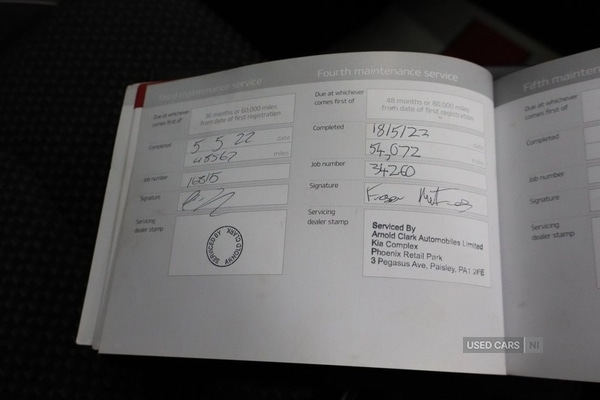 maintenance service
Due at whichever
comes first of
36 months or 60,000 miles
from date of first registration
Completed
5 5 22
date
miles
Job number
Signature
Servicing
dealer stamp
SERVICED BY
ARNOLD CLARK
Fourth maintenance service
Due at whichever
comes first of
48 months or 80,000 miles
from date of first registration
Completed
18/5/23
date
54,072
miles
Job number
34260
Signature
Servicing
dealer stamp
Serviced By
Arnold Clark Automobiles Limited
Kia Complex
Phoenix Retail Park
3 Pegasus Ave, Paisley, PA1 2FE
Fifth mainten
Due at whichever
comes first of
Completed
Job number
Signature
Servicing
dealer stamp
USED CARS NI